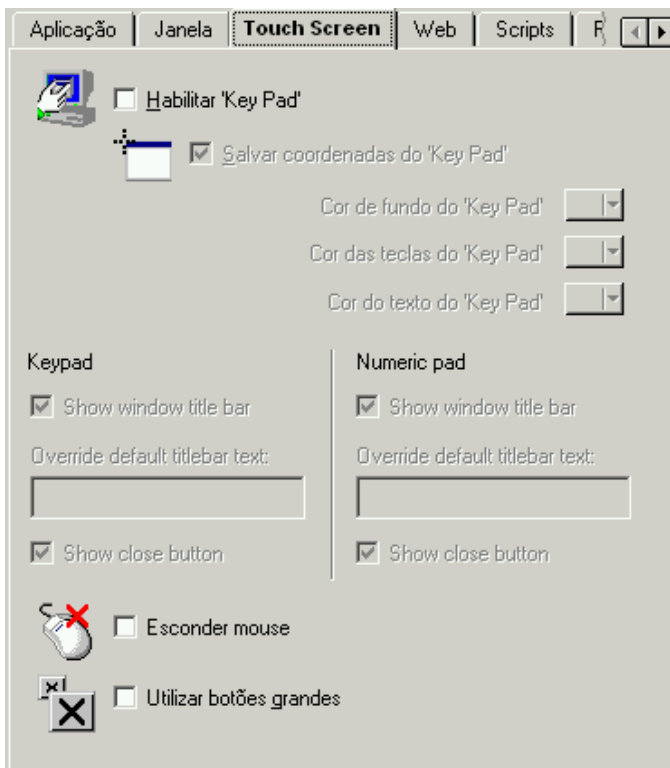 Aplicação Janela Touch Screen Web Scripts
Habilitar 'Key Pad'
Salvar coordenadas do 'Key Pad'
Cor de fundo do 'Key Pad'
Cor das teclas do 'Key Pad'
Cor do texto do 'Key Pad'
Keypad
Show window title bar
Override default titlebar text:
Show close button
Numeric pad
Show window title bar
Override default titlebar text:
Show close button
Esconder mouse
Utilizar botões grandes